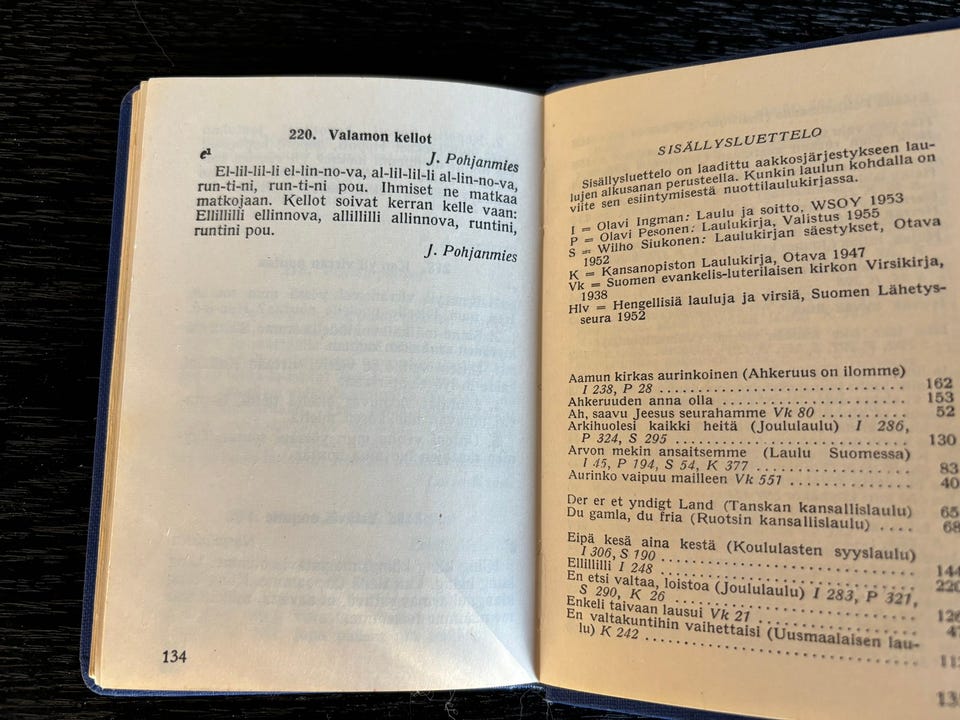 220. Valamon kellot
e¹
J. Pohjanmies
El-lil-lil-li el-lin-no-va, al-lil-lil-li al-lin-no-va,
run-ti-ni, run-ti-ni pou. Ihmiset ne matkaa
matkojaan. Kellot soivat kerran kelle vaan:
Ellillilli ellinnova, allillilli allinnova, runtini,
runtini pou.
J. Pohjanmies
134
SISÄLLYSLUETTELO
Sisällysluettelo on laadittu aakkosjärjestykseen lau-
lujen alkusanan perusteella. Kunkin laulun kohdalla on
viite sen esiintymisestä nuottilaulukirjassa.
I = Olavi Ingman: Laulu ja soitto, WSOY 1953
P = Olavi Pesonen: Laulukirja, Valistus 1955
S = Wilho Siukonen: Laulukirjan säestykset, Otava
1952
K = Kansanopiston Laulukirja, Otava 1947
Vk = Suomen evankelis-luterilaisen kirkon Virsikirja,
1938
Hlv = Hengellisiä lauluja ja virsiä, Suomen Lähetys-
seura 1952
Aamun kirkas aurinkoinen (Ahkeruus on ilomme)
I 238, P 28 .......................... 162
Ahkeruuden anna olla .................... 153
Ah, saavu Jeesus seurahamme Vk 80 ......... 52
Arkihuolesi kaikki heitä (Joululaulu) I 286,
P 324, S 295 .......................... 130
Arvon mekin ansaitsemme (Laulu Suomessa)
I 45, P 194, S 54, K 377 ................ 83
Aurinko vaipuu mailleen Vk 551 ............ 40
Der er et yndigt Land (Tanskan kansallislaulu) 65
Du gamla, du fria (Ruotsin kansallislaulu) .... 68
Eipä kesä aina kestä (Koululasten syyslaulu)
I 306, S 190 .......................... 144
Ellillilli I 248 .......................... 220
En etsi valtaa, loistoa (Joululaulu) I 283, P 321,
S 290, K 26 .......................... 126
Enkeli taivaan lausui Vk 21 ................
En valtakuntihin vaihettaisi (Uusmaalaisen lau-
lu) K 242 ..........................